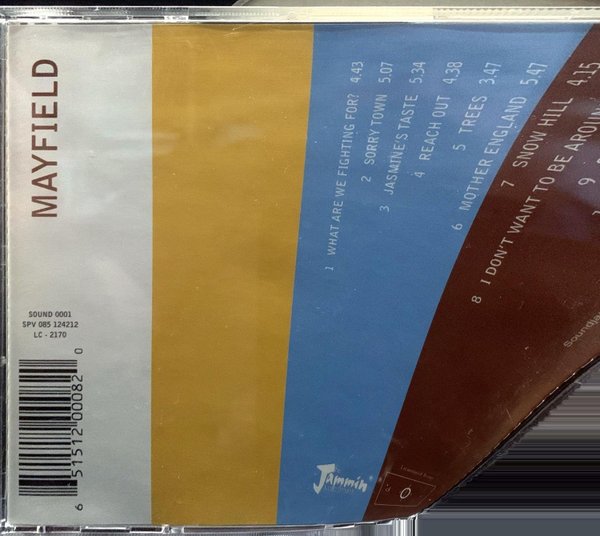 MAYFIELD
1 WHAT ARE WE FIGHTING FOR? 4.43
2 SORRY TOWN 5.07
3 JASMINE'S TASTE 5.34
4 REACH OUT 4.38
5 TREES 3.47
6 MOTHER ENGLAND 5.47
7 SNOW HILL 4.15
8 I DON'T WANT TO BE AROUN
9
SOUND 0001
SPV 085 124212
LC - 2170
6 51512 00082 0
Jammin